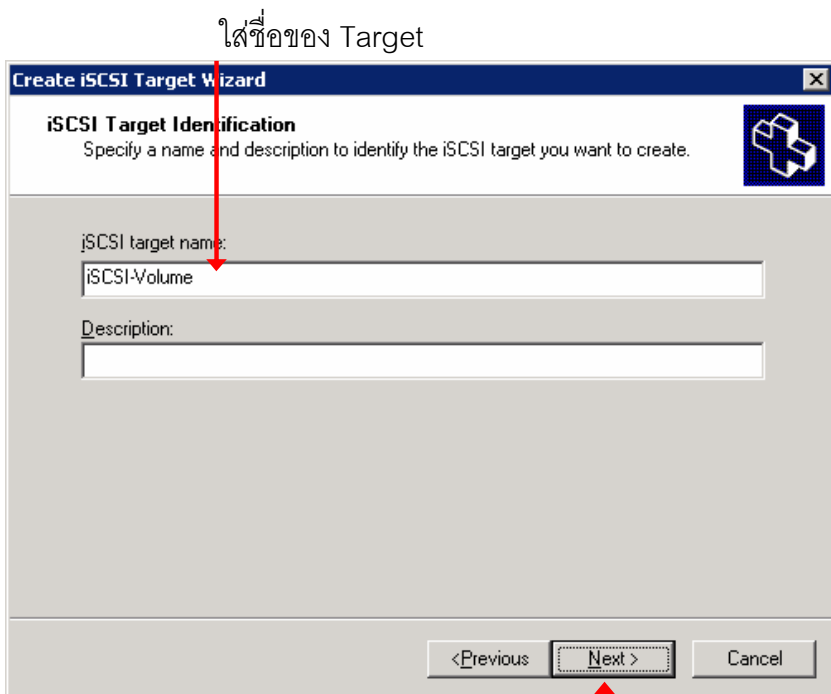 ใส่ชื่อของ Target
Create iSCSI Target Wizard
iSCSI Target Identification
Specify a name and description to identify the iSCSI target you want to create.
iSCSI target name:
iSCSI-Volume
Description:
<Previous
Next >
Cancel